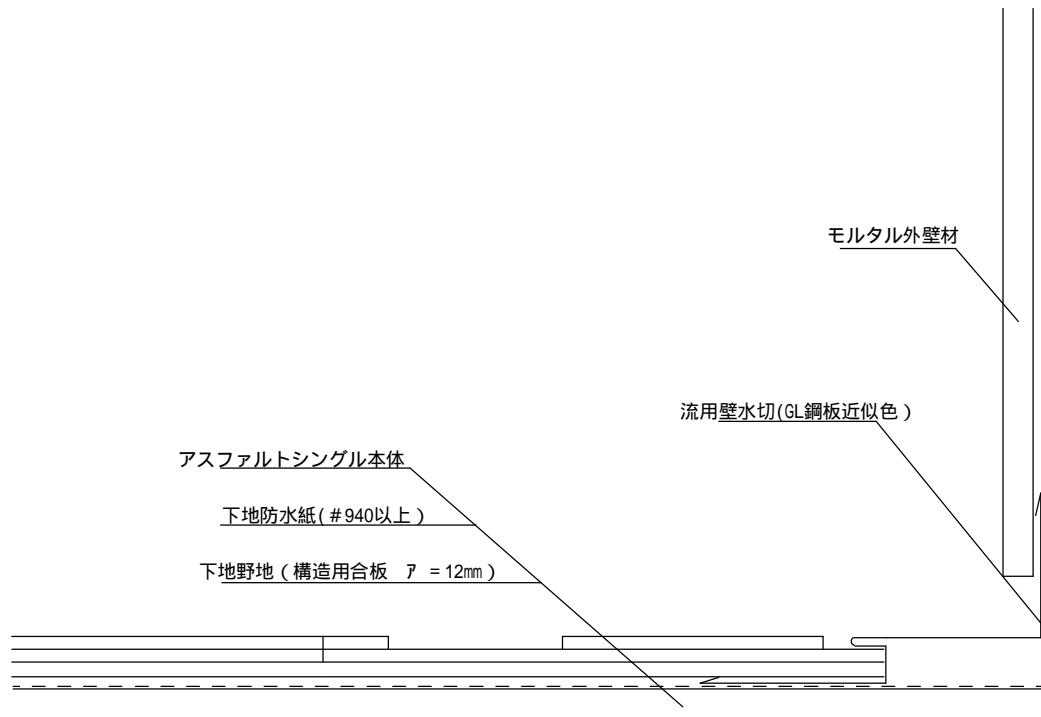 モルタル外壁材
流用壁水切(GL鋼板近似色)
アスファルトシングル本体
下地防水紙(#940以上)
下地野地(構造用合板 ア =12㎜)